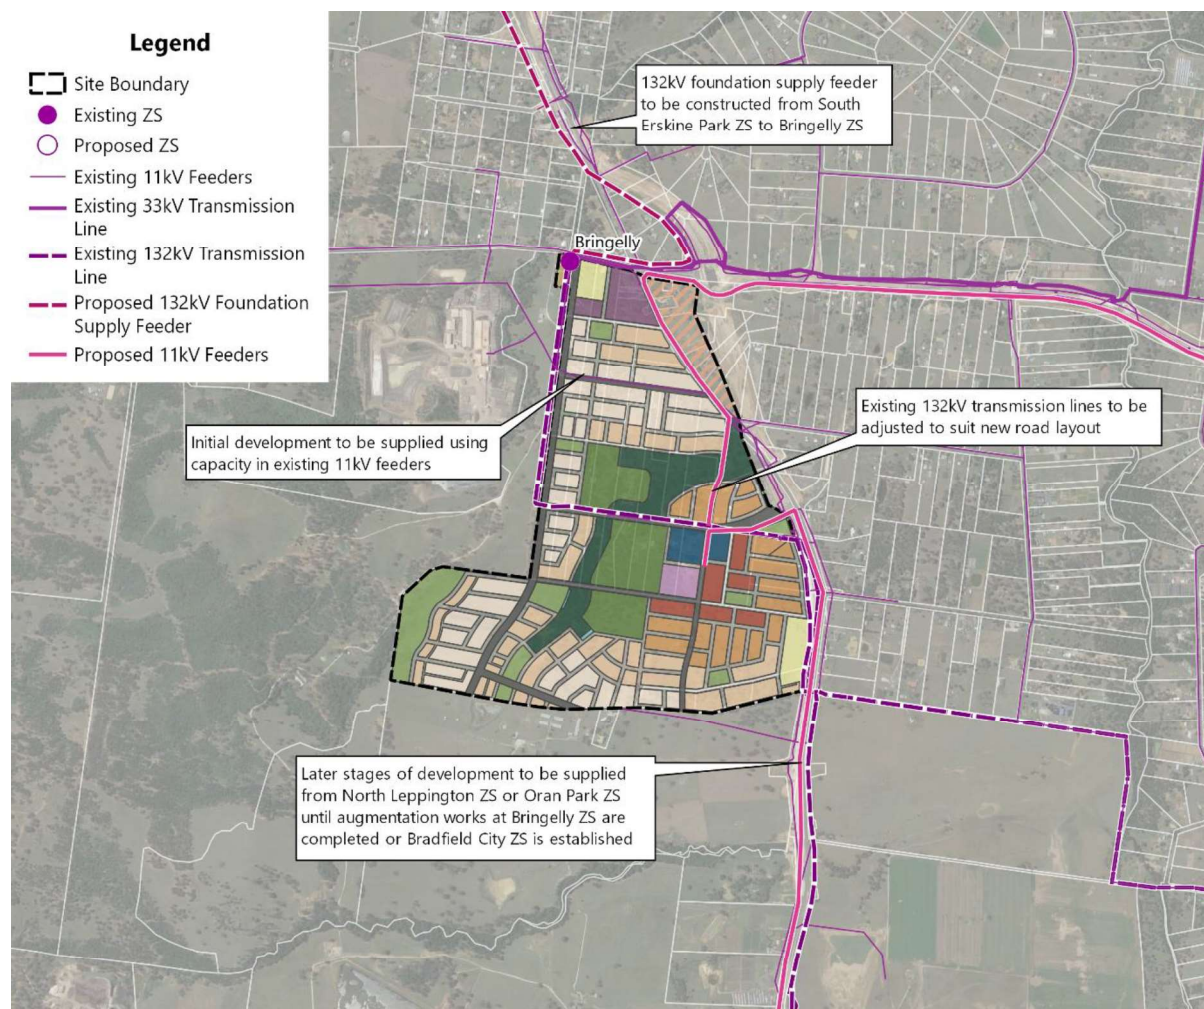 Legend
Site Boundary
Existing ZS
Proposed ZS
Existing 11kV Feeders
Existing 33kV Transmission
Line
Existing 132kV Transmission
Line
Proposed 132kV Foundation
Supply Feeder
Proposed 11kV Feeders
132kV foundation supply feeder
to be constructed from South
Erskine Park ZS to Bringelly ZS
Bringelly
Existing 132kV transmission lines to be
adjusted to suit new road layout
Initial development to be supplied using
capacity in existing 11kV feeders
Later stages of development to be supplied
from North Leppington ZS or Oran Park ZS
until augmentation works at Bringelly ZS are
completed or Bradfield City ZS is established